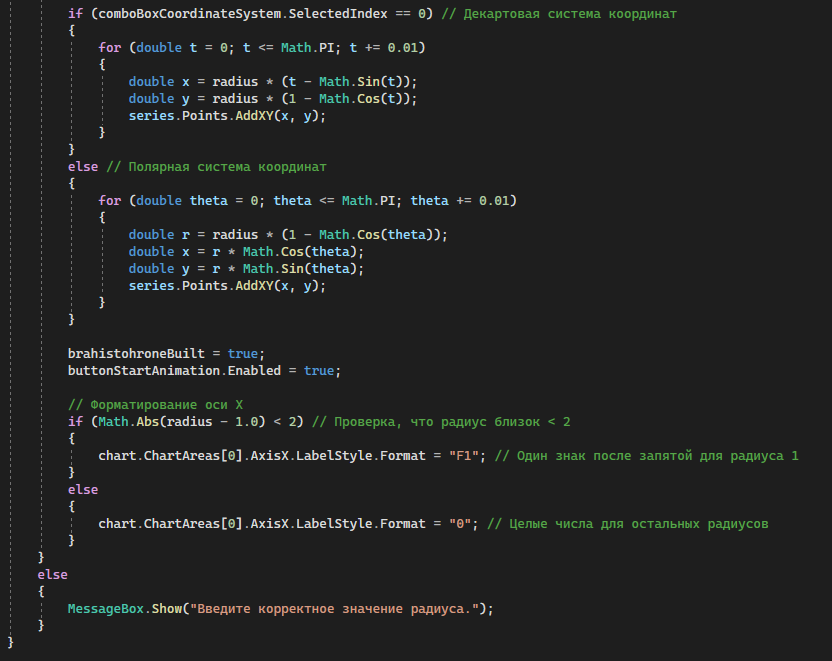 if (comboBoxCoordinateSystem.SelectedIndex == 0) // Декартовая система координат
{
for (double t = 0; t <= Math.PI; t += 0.01)
{
double x = radius * (t - Math.Sin(t));
double y = radius * (1 - Math.Cos(t));
series.Points.AddXY(x, y);
}
}
else // Полярная система координат
{
for (double theta = 0; theta <= Math.PI; theta += 0.01)
{
double r = radius * (1 - Math.Cos(theta));
double x = r * Math.Cos(theta);
double y = r * Math.Sin(theta);
series.Points.AddXY(x, y);
}
}
brahistohroneBuilt = true;
buttonStartAnimation.Enabled = true;
// Форматирование оси X
if (Math.Abs(radius - 1.0) < 2) // Проверка, что радиус близок < 2
{
chart.ChartAreas[0].AxisX.LabelStyle.Format = "F1"; // Один знак после запятой для радиуса 1
}
else
{
chart.ChartAreas[0].AxisX.LabelStyle.Format = "0"; // Целые числа для остальных радиусов
}
}
else
{
MessageBox.Show("Введите корректное значение радиуса.");
}
}